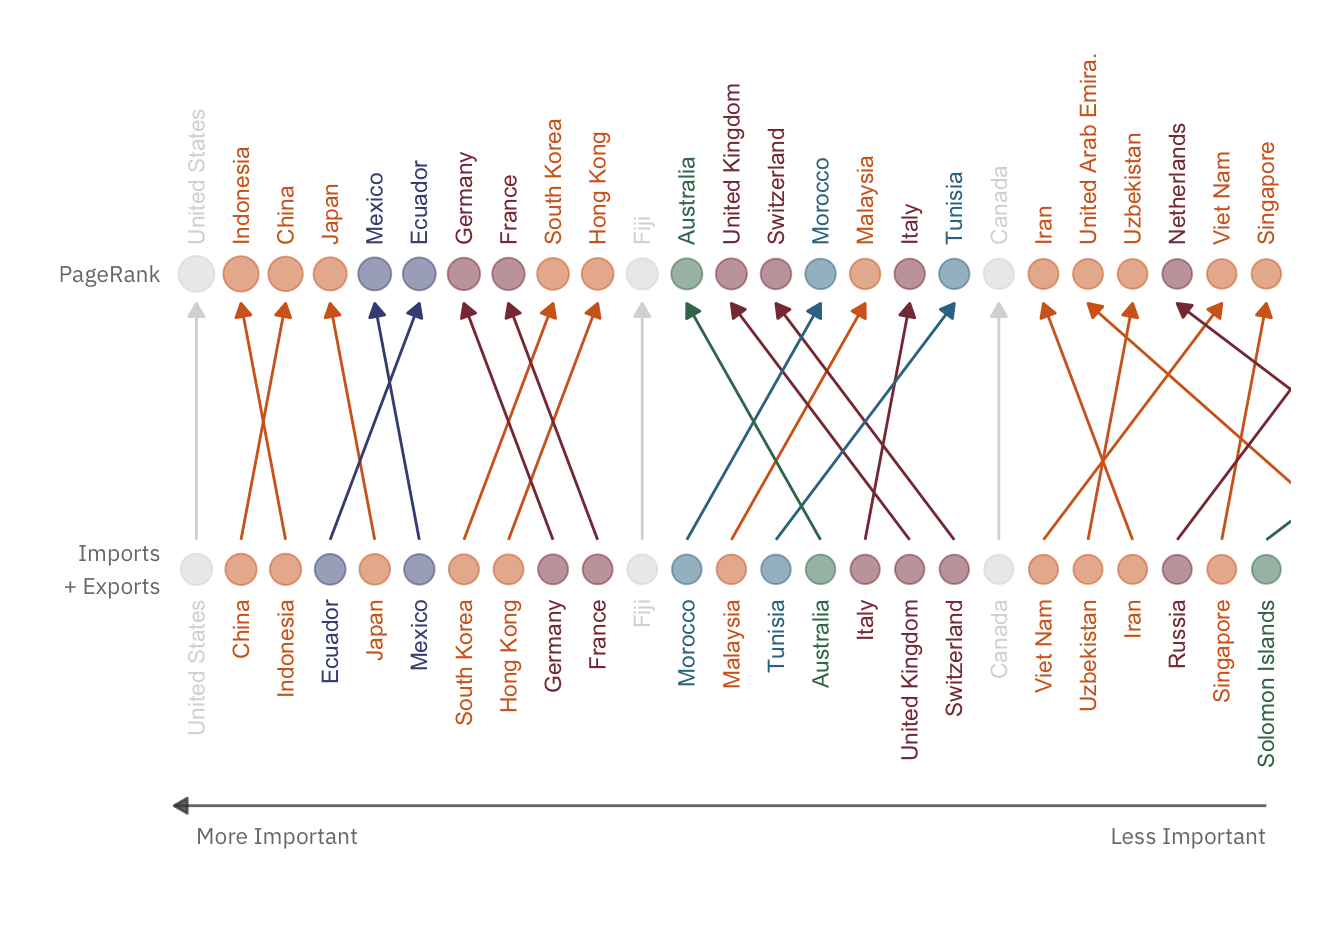 United States
Indonesia
China
Japan
Mexico
Ecuador
Germany
France
South Korea
Hong Kong
Fiji
Australia
United Kingdom
Switzerland
Morocco
Malaysia
Italy
Tunisia
Canada
Iran
United Arab Emira.
Uzbekistan
Netherlands
Viet Nam
Singapore
PageRank
Imports
+ Exports
United States
China
Indonesia
Ecuador
Japan
Mexico
South Korea
Hong Kong
Germany
France
Fiji
Morocco
Malaysia
Tunisia
Australia
Italy
United Kingdom
Switzerland
Canada
Viet Nam
Uzbekistan
Iran
Russia
Singapore
Solomon Islands
More Important
Less Important